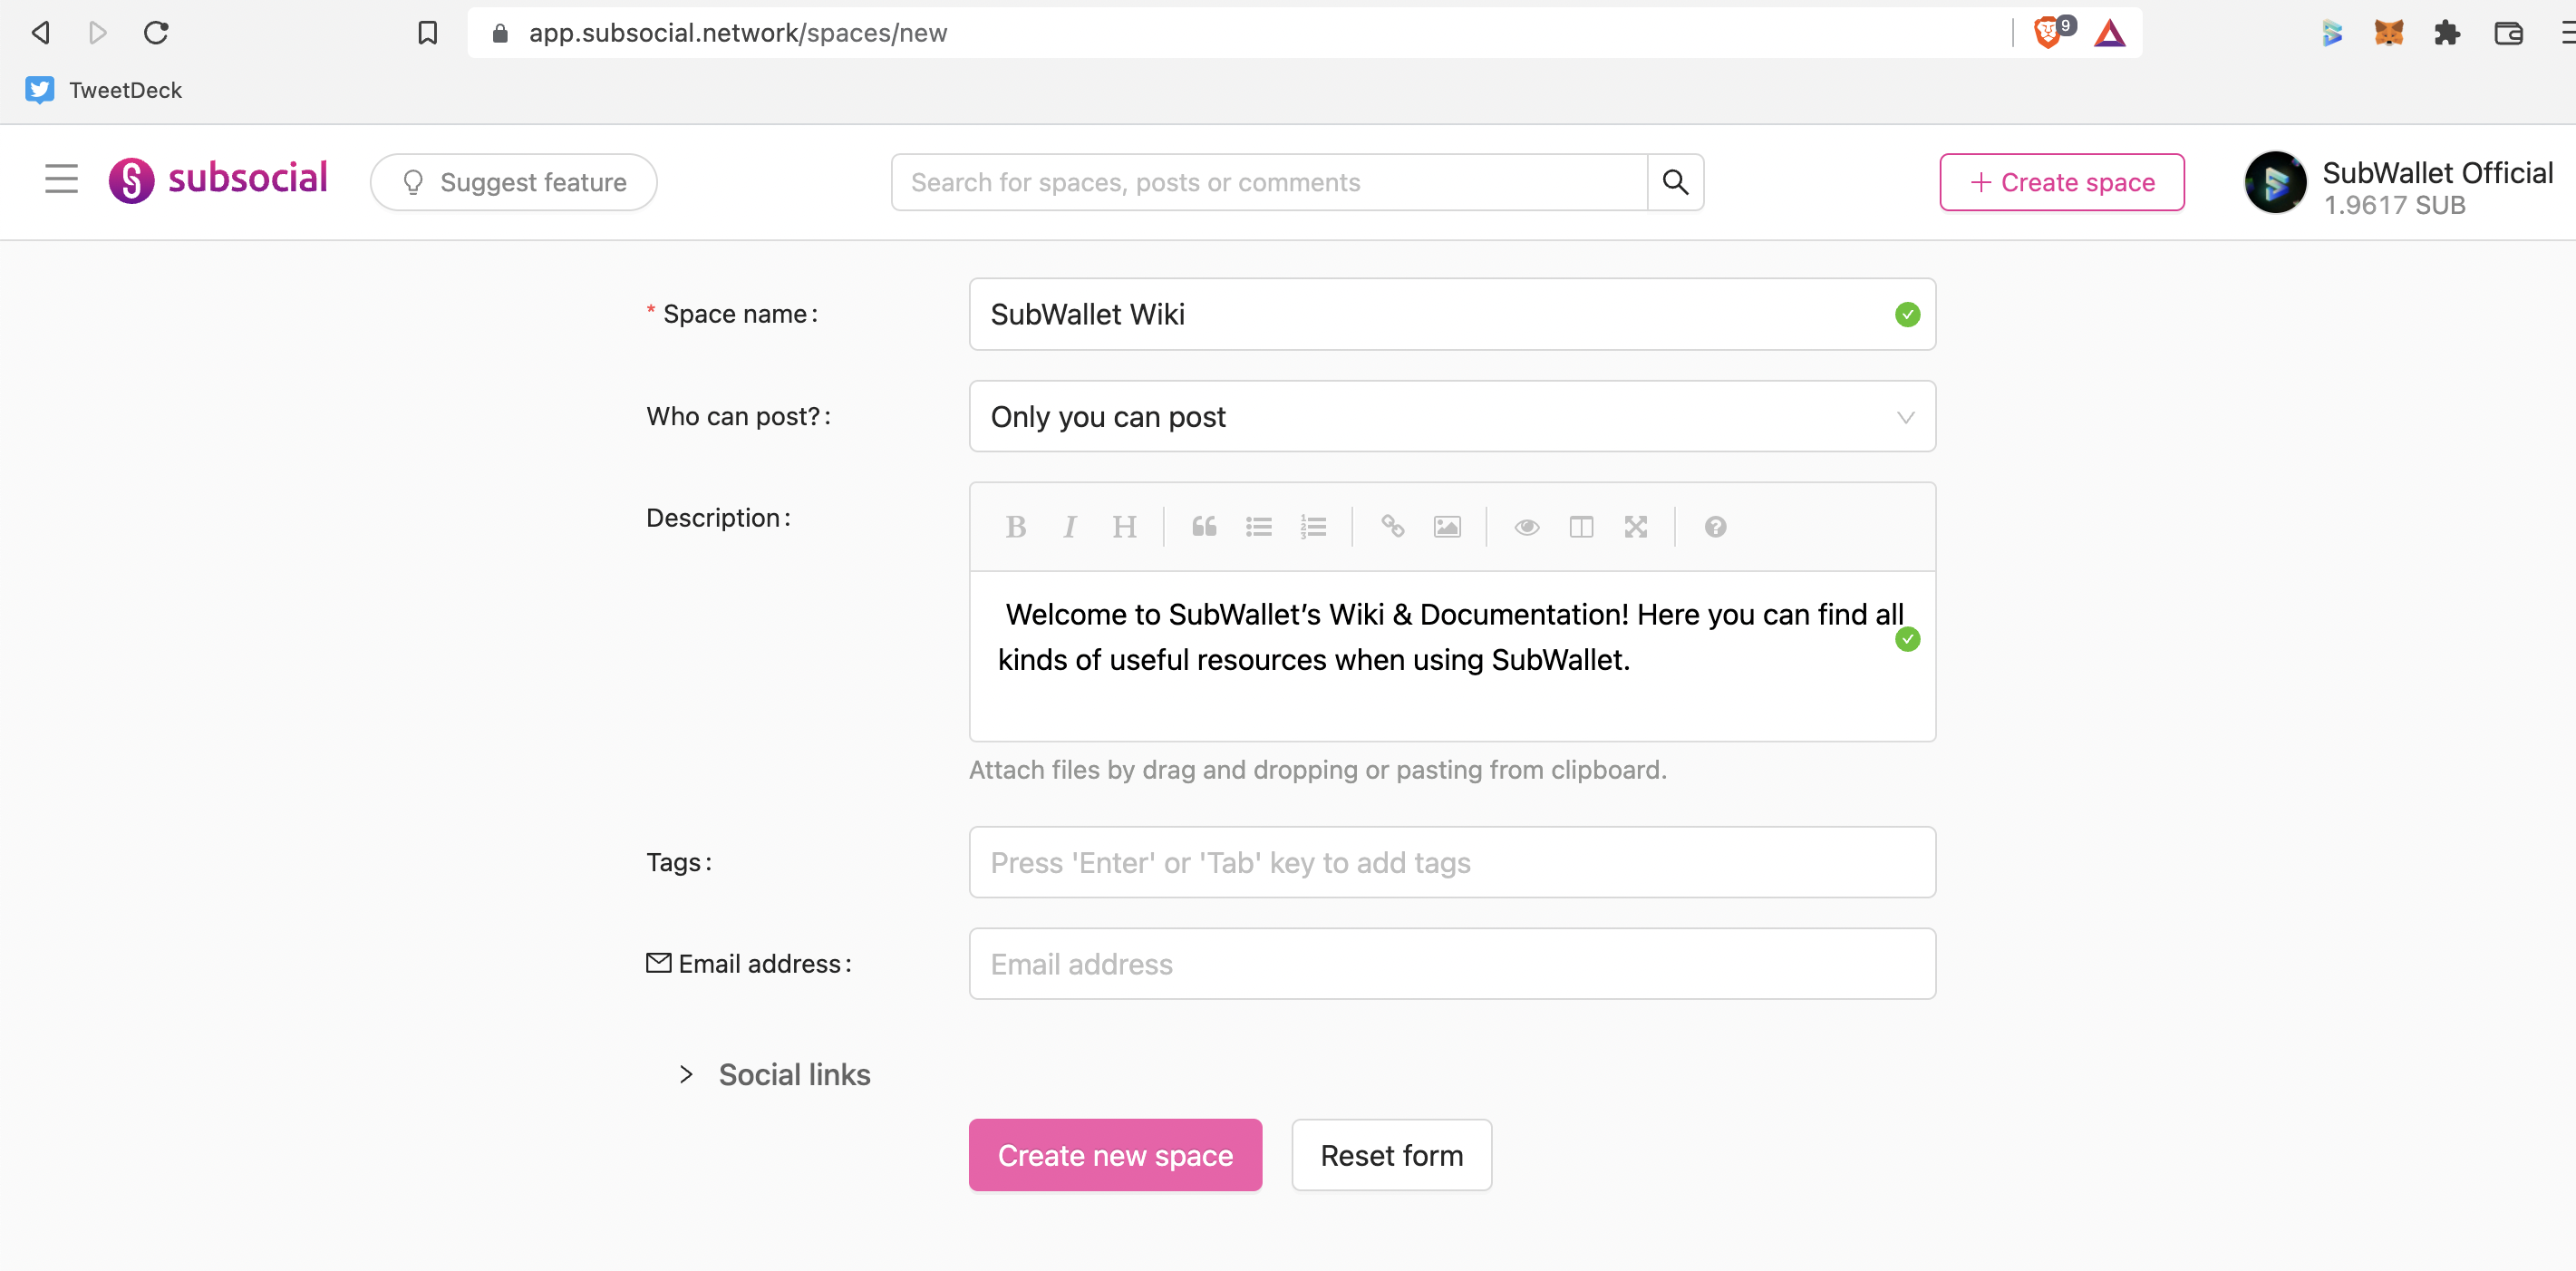 app.subsocial.network/spaces/new
9
TweetDeck
subsocial
Suggest feature
Search for spaces, posts or comments
+ Create space
SubWallet Official
1.9617 SUB
* Space name:
SubWallet Wiki
Who can post?:
Only you can post
Description:
B I H
Welcome to SubWallet’s Wiki & Documentation! Here you can find all
kinds of useful resources when using SubWallet.
Attach files by drag and dropping or pasting from clipboard.
Tags:
Press 'Enter' or 'Tab' key to add tags
Email address:
Email address
Social links
Create new space
Reset form